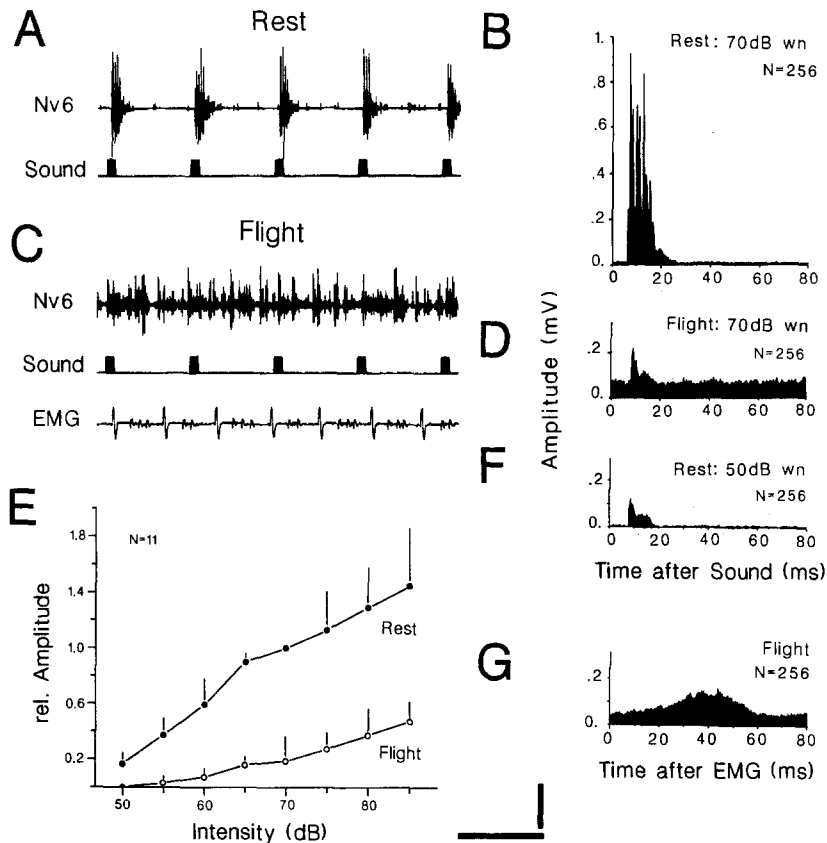 A
Rest
Nv6
Sound
C
Flight
Nv6
Sound
EMG
E
N=11
1.8
1.4
1.0
0.6
0.2
rel. Amplitude
Rest
Flight
50
60
70
80
Intensity (dB)
B
Rest: 70dB wn
N=256
1.
.8
.6
.4
.2
0.
0 20 40 60 80
Amplitude (mV)
D
Flight: 70dB wn
N=256
.2
0.
0 20 40 60 80
F
Rest: 50dB wn
N=256
.2
0.
0 20 40 60 80
Time after Sound (ms)
G
Flight
N=256
.2
0.
0 20 40 60 80
Time after EMG (ms)